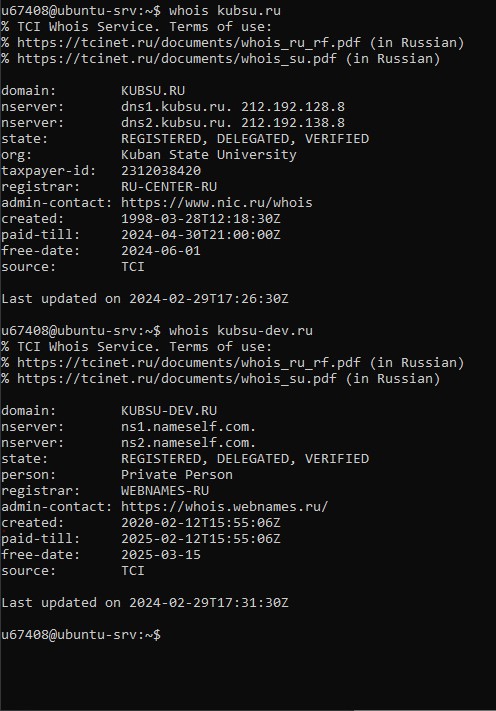 u67408@ubuntu-srv:~$ whois kubsu.ru
% TCI Whois Service. Terms of use:
% https://tcinet.ru/documents/whois_ru_rf.pdf (in Russian)
% https://tcinet.ru/documents/whois_su.pdf (in Russian)

domain:        KUBSU.RU
nserver:       dns1.kubsu.ru. 212.192.128.8
nserver:       dns2.kubsu.ru. 212.192.138.8
state:         REGISTERED, DELEGATED, VERIFIED
org:           Kuban State University
taxpayer-id:   2312038420
registrar:     RU-CENTER-RU
admin-contact: https://www.nic.ru/whois
created:       1998-03-28T12:18:30Z
paid-till:     2024-04-30T21:00:00Z
free-date:     2024-06-01
source:        TCI

Last updated on 2024-02-29T17:26:30Z

u67408@ubuntu-srv:~$ whois kubsu-dev.ru
% TCI Whois Service. Terms of use:
% https://tcinet.ru/documents/whois_ru_rf.pdf (in Russian)
% https://tcinet.ru/documents/whois_su.pdf (in Russian)

domain:        KUBSU-DEV.RU
nserver:       ns1.nameself.com.
nserver:       ns2.nameself.com.
state:         REGISTERED, DELEGATED, VERIFIED
person:        Private Person
registrar:     WEBNAMES-RU
admin-contact: https://whois.webnames.ru/
created:       2020-02-12T15:55:06Z
paid-till:     2025-02-12T15:55:06Z
free-date:     2025-03-15
source:        TCI

Last updated on 2024-02-29T17:31:30Z

u67408@ubuntu-srv:~$